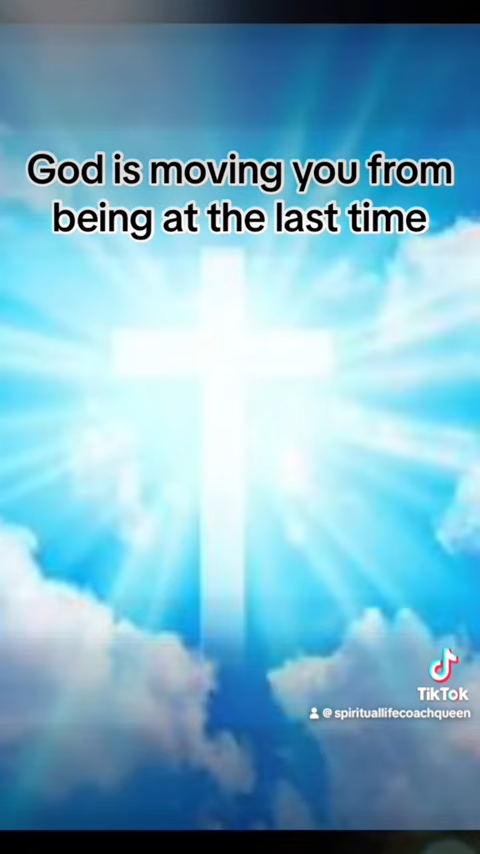 God is moving you from
being at the last time
TikTok
@spirituallifecoachqueen